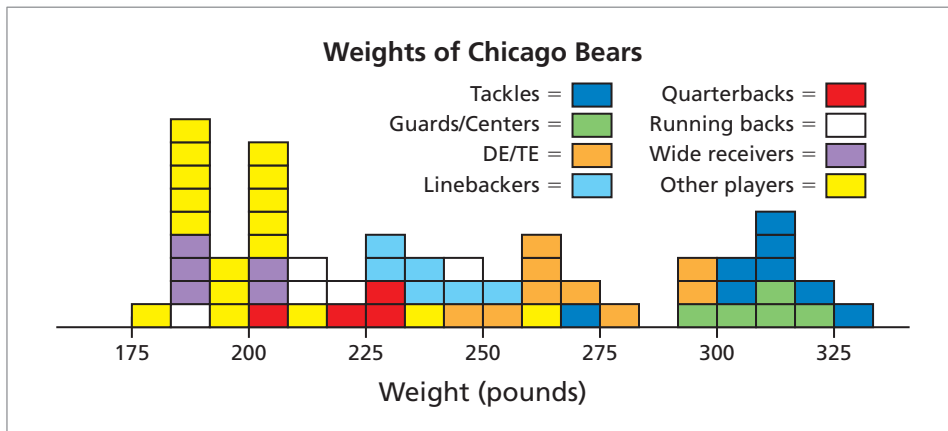 Weights of Chicago Bears
Tackles =
Quarterbacks =
Guards/Centers =
Running backs =
DE/TE =
Wide receivers =
Linebackers =
Other players =
175 200 225 250 275 300 325
Weight (pounds)